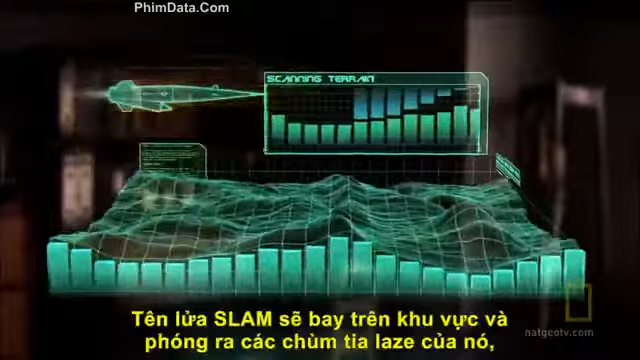 PhimData.Com
SCANNING TERRAIN
Tên lửa SLAM sẽ bay trên khu vực và
phóng ra các chùm tia laze của nó,
natgeotv.com